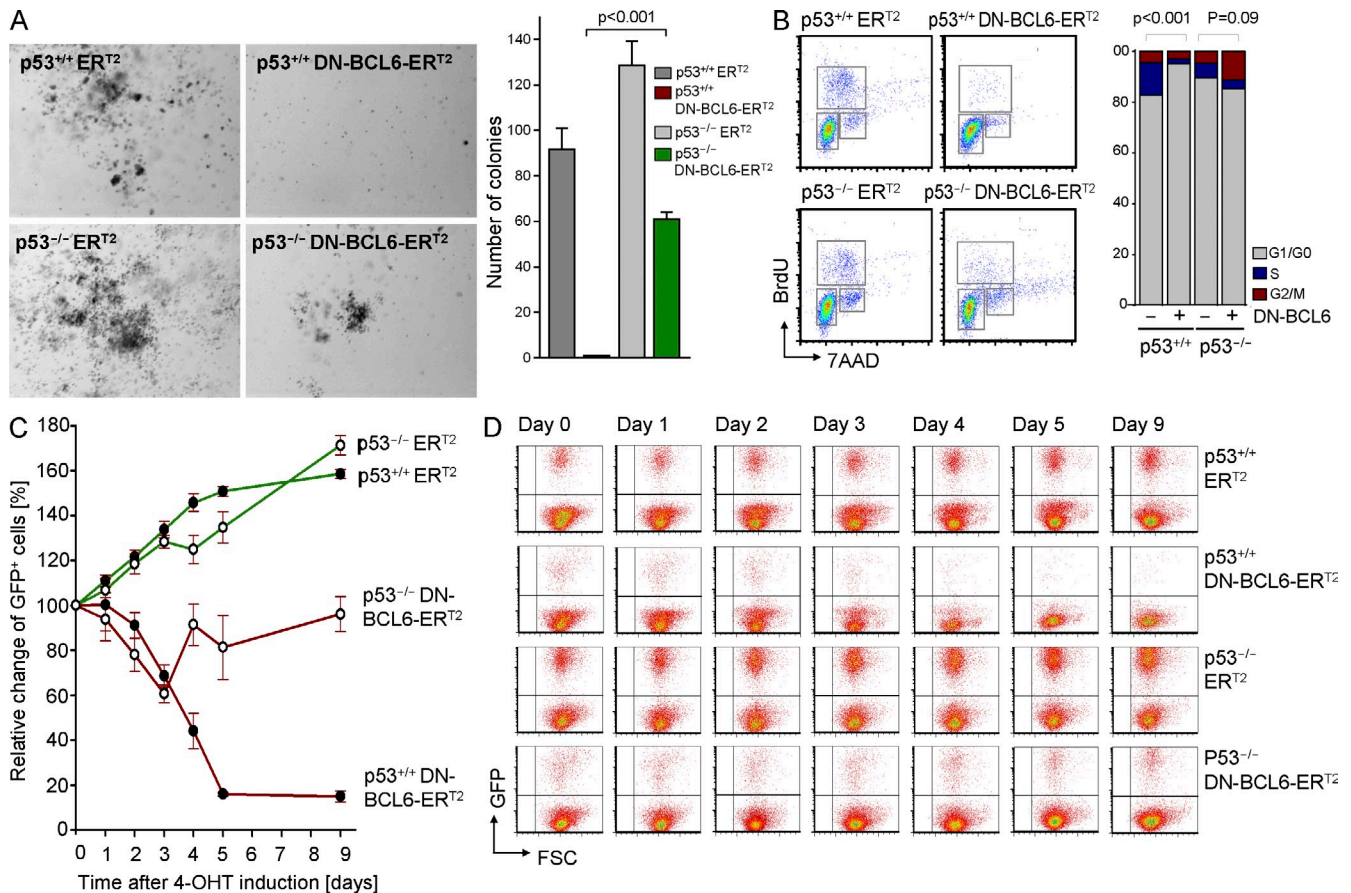 A
p53+/+ ERT2
p53+/+ DN-BCL6-ERT2
p53−/− ERT2
p53−/− DN-BCL6-ERT2
Number of colonies
140
120
100
80
60
40
20
0
p<0.001
p53+/+ ERT2
p53+/+
DN-BCL6-ERT2
p53−/− ERT2
p53−/−
DN-BCL6-ERT2
B
p53+/+ ERT2
p53+/+ DN-BCL6-ERT2
p53−/− ERT2
p53−/− DN-BCL6-ERT2
BrdU
7AAD
p<0.001
P=0.09
00
80
60
40
20
00
G1/G0
S
G2/M
− + − +
DN-BCL6
p53+/+
p53−/−
C
Relative change of GFP+ cells [%]
180
160
140
120
100
80
60
40
20
0
0 1 2 3 4 5 6 7 8 9
Time after 4-OHT induction [days]
p53−/− ERT2
p53+/+ ERT2
p53−/− DN-
BCL6-ERT2
p53+/+ DN-
BCL6-ERT2
D
Day 0
Day 1
Day 2
Day 3
Day 4
Day 5
Day 9
p53+/+
ERT2
p53+/+
DN-BCL6-ERT2
p53−/−
ERT2
P53−/−
DN-BCL6-ERT2
GFP
FSC